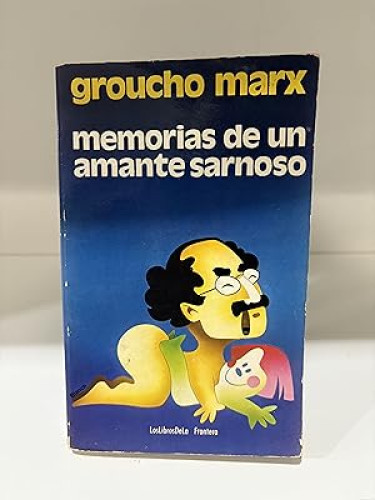 groucho marx
memorias de un
amante sarnoso
LosLibrosDeLa Frontera